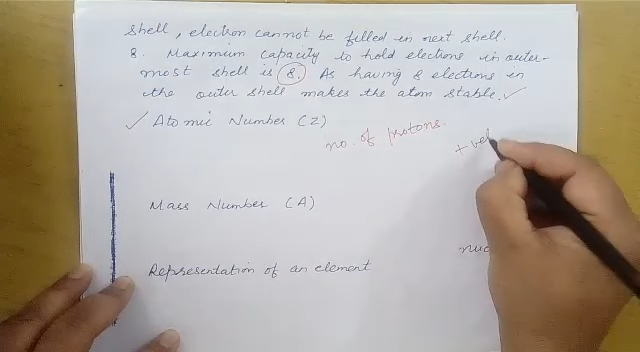 shell, electron cannot be filled in next shell.
8. Maximum capacity to hold elections in outer-
most shell is 8. As having 8 electrons in
the outer shell makes the atom stable.
Atomic Number (Z)
no. of protons.
+ve
Mass Number (A)
Representation of an element